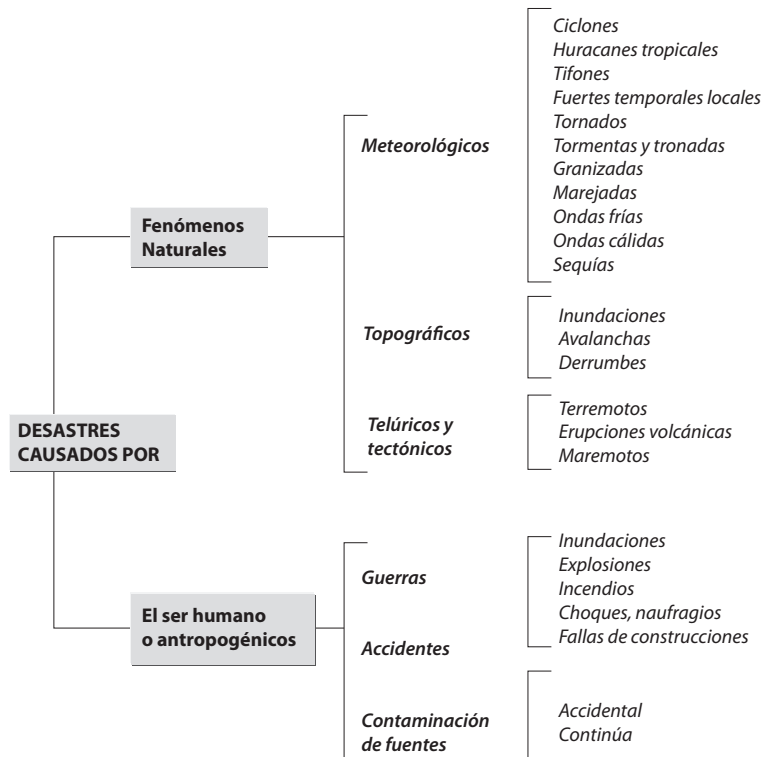 DESASTRES
CAUSADOS POR
Fenómenos
Naturales
Meteorológicos
Ciclones
Huracanes tropicales
Tifones
Fuertes temporales locales
Tornados
Tormentas y tronadas
Granizadas
Marejadas
Ondas frías
Ondas cálidas
Sequías
Topográficos
Inundaciones
Avalanchas
Derrumbes
Telúricos y
tectónicos
Terremotos
Erupciones volcánicas
Maremotos
El ser humano
o antropogénicos
Guerras
Accidentes
Inundaciones
Explosiones
Incendios
Choques, naufragios
Fallas de construcciones
Contaminación
de fuentes
Accidental
Continúa